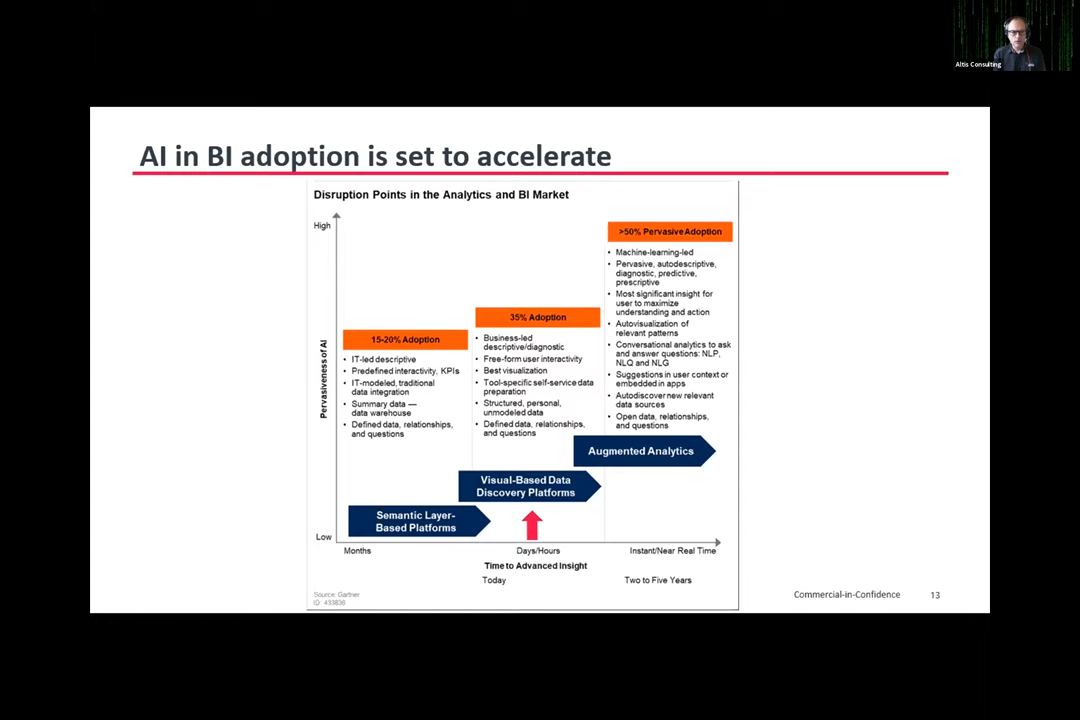 Altis Consulting
AI in BI adoption is set to accelerate
Disruption Points in the Analytics and BI Market
High
Pervasiveness of AI
Low
15-20% Adoption
• IT-led descriptive
• Predefined interactivity, KPIs
• IT-modeled, traditional
data integration
• Summary data —
data warehouse
• Defined data, relationships,
and questions
35% Adoption
• Business-led
descriptive/diagnostic
• Free-form user interactivity
• Best visualization
• Tool-specific self-service data
preparation
• Structured, personal,
unmodeled data
• Defined data, relationships,
and questions
>50% Pervasive Adoption
• Machine-learning-led
• Pervasive, autodescriptive,
diagnostic, predictive,
prescriptive
• Most significant insight for
user to maximize
understanding and action
• Autovisualization of
relevant patterns
• Conversational analytics to ask
and answer questions: NLP,
NLQ and NLG
• Suggestions in user context or
embedded in apps
• Autodiscover new relevant
data sources
• Open data, relationships,
and questions
Augmented Analytics
Visual-Based Data
Discovery Platforms
Semantic Layer-
Based Platforms
Months
Days/Hours
Instant/Near Real Time
Time to Advanced Insight
Today
Two to Five Years
Source: Gartner
ID: 433836
Commercial-in-Confidence
13